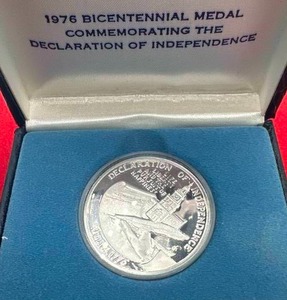 1976 BICENTENNIAL MEDAL
COMMEMORATING THE
DECLARATION OF INDEPENDENCE
DECLARATION OF INDEPENDENCE